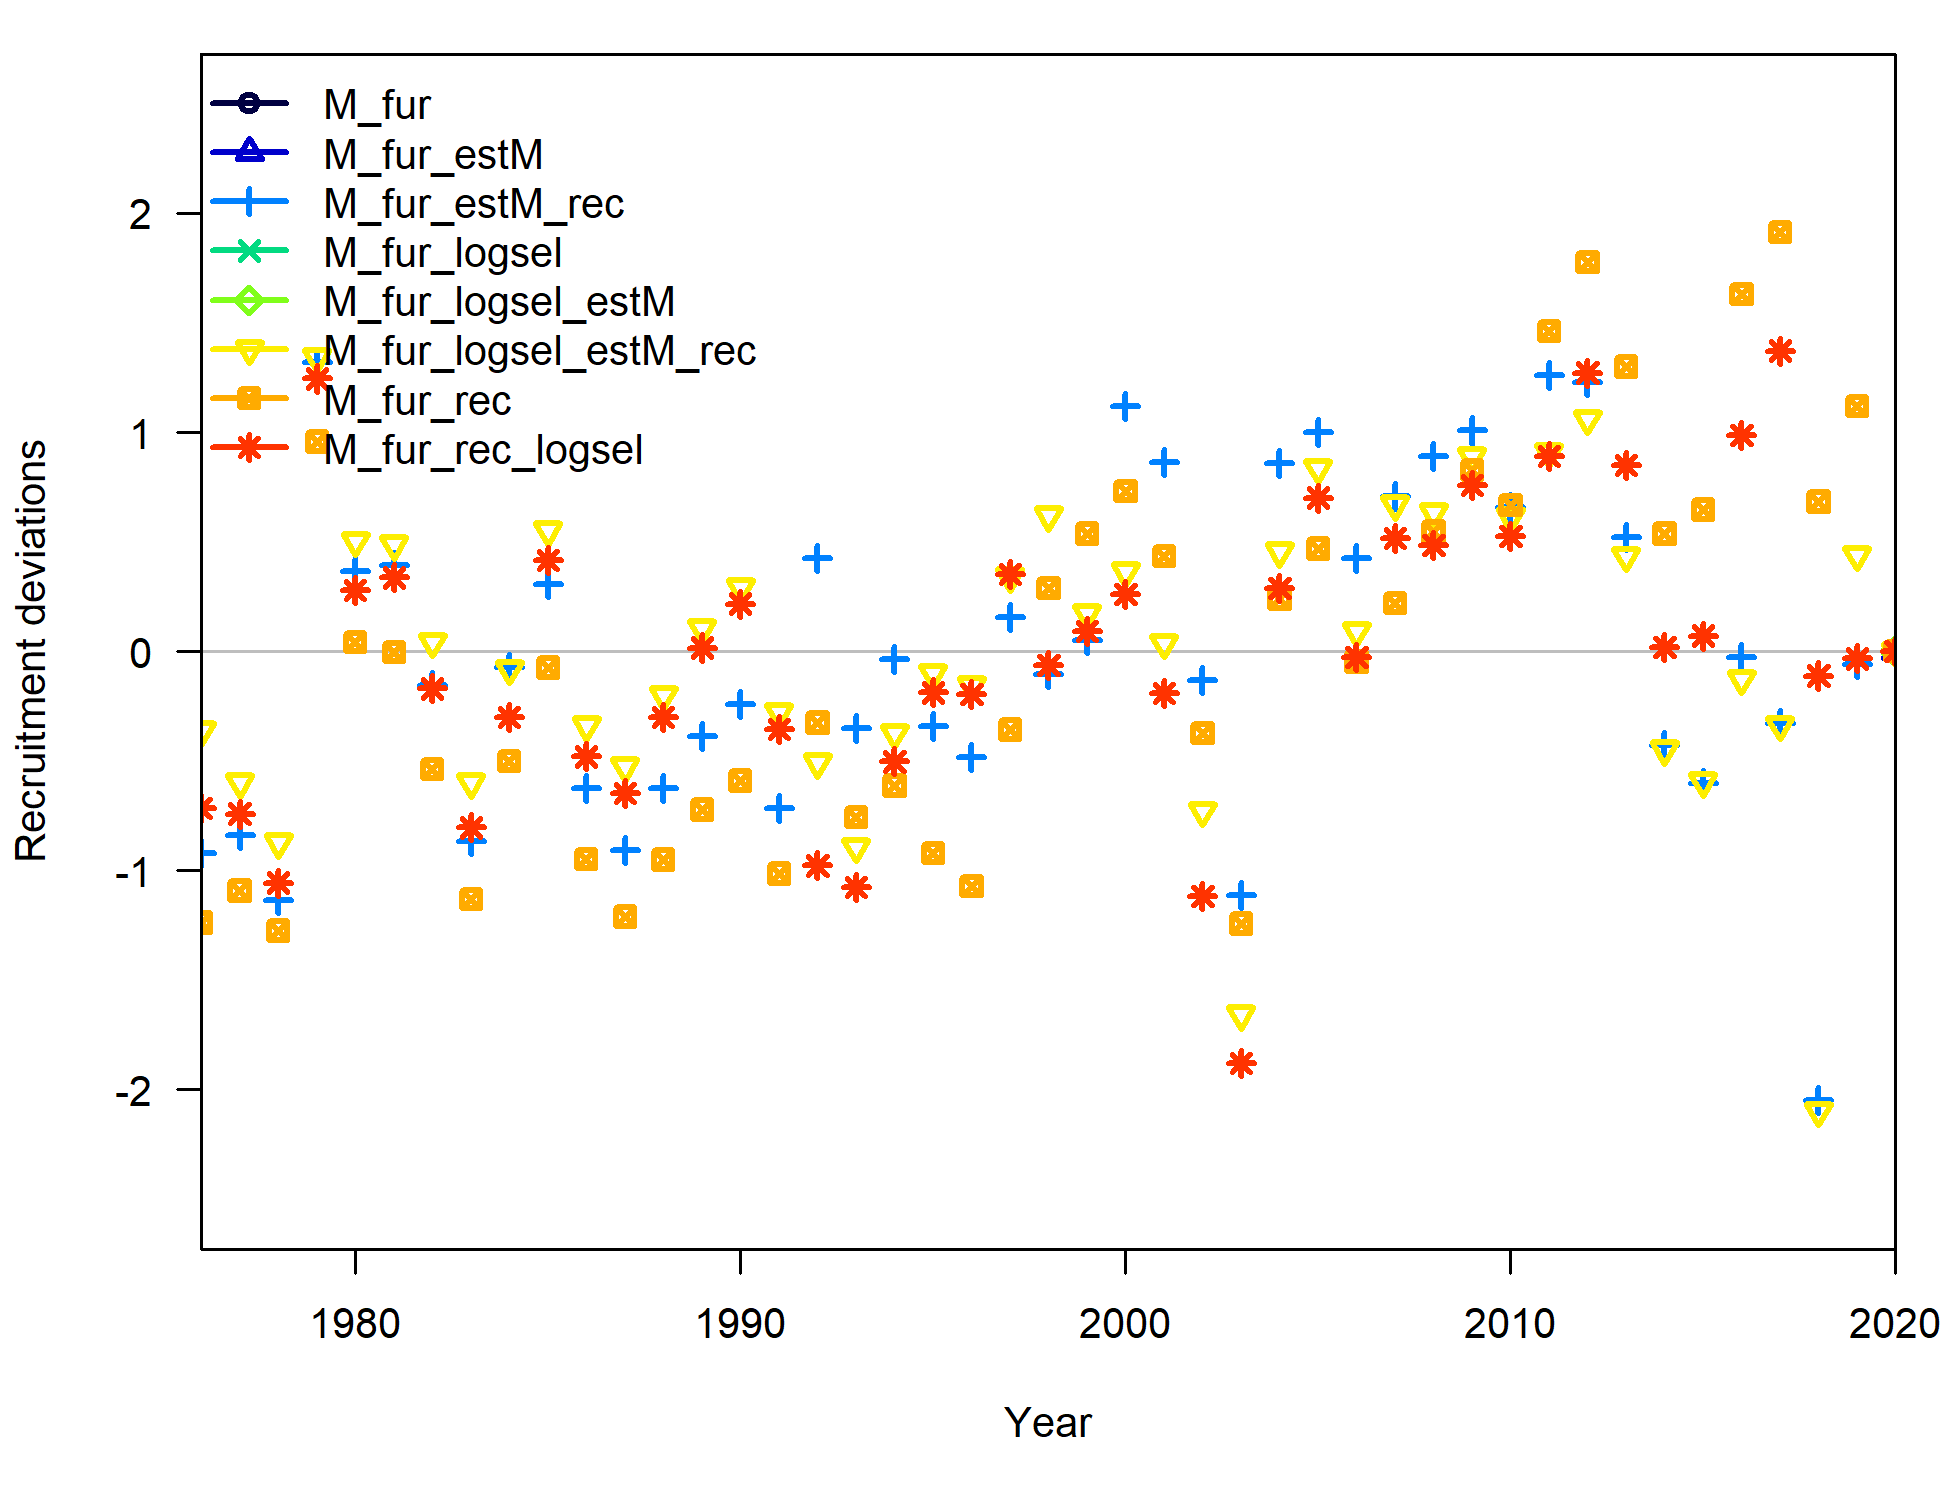 M_fur
M_fur_estM
M_fur_estM_rec
M_fur_logsel
M_fur_logsel_estM
M_fur_logsel_estM_rec
M_fur_rec
M_fur_rec_logsel
2
1
0
-1
-2
Recruitment deviations
1980 1990 2000 2010 2020
Year